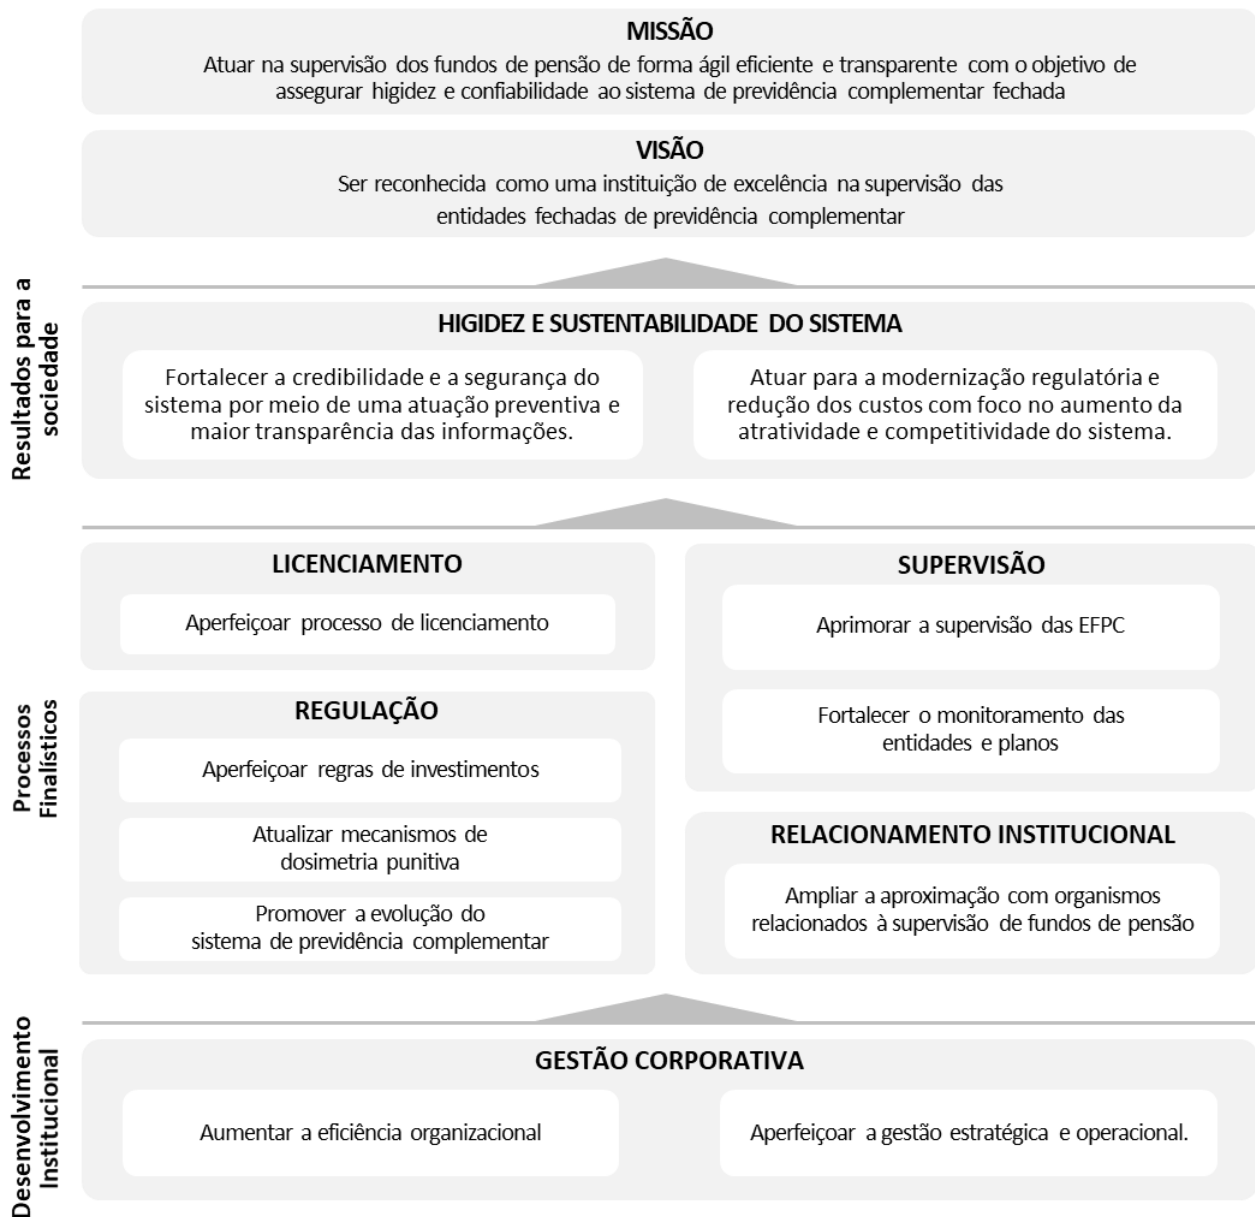 MISSÃO
Atuar na supervisão dos fundos de pensão de forma ágil eficiente e transparente com o objetivo de
assegurar higidez e confiabilidade ao sistema de previdência complementar fechada
VISÃO
Ser reconhecida como uma instituição de excelência na supervisão das
entidades fechadas de previdência complementar
Resultados para a
sociedade
HIGIDEZ E SUSTENTABILIDADE DO SISTEMA
Fortalecer a credibilidade e a segurança do
sistema por meio de uma atuação preventiva e
maior transparência das informações.
Atuar para a modernização regulatória e
redução dos custos com foco no aumento da
atratividade e competitividade do sistema.
Processos
Finalísticos
LICENCIAMENTO
Aperfeiçoar processo de licenciamento
REGULAÇÃO
Aperfeiçoar regras de investimentos
Atualizar mecanismos de
dosimetria punitiva
Promover a evolução do
sistema de previdência complementar
SUPERVISÃO
Aprimorar a supervisão das EFPC
Fortalecer o monitoramento das
entidades e planos
RELACIONAMENTO INSTITUCIONAL
Ampliar a aproximação com organismos
relacionados à supervisão de fundos de pensão
Desenvolvimento
Institucional
GESTÃO CORPORATIVA
Aumentar a eficiência organizacional
Aperfeiçoar a gestão estratégica e operacional.